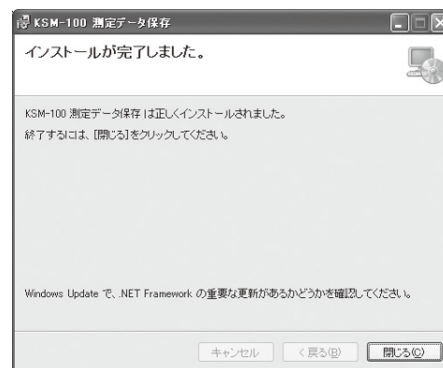 KSM-100 測定データ保存
インストールが完了しました。
KSM-100 測定データ保存 は正しくインストールされました。
終了するには、[閉じる]をクリックしてください。
Windows Update で、.NET Framework の重要な更新があるかどうかを確認してください。
キャンセル
< 戻る(B)
閉じる(C)